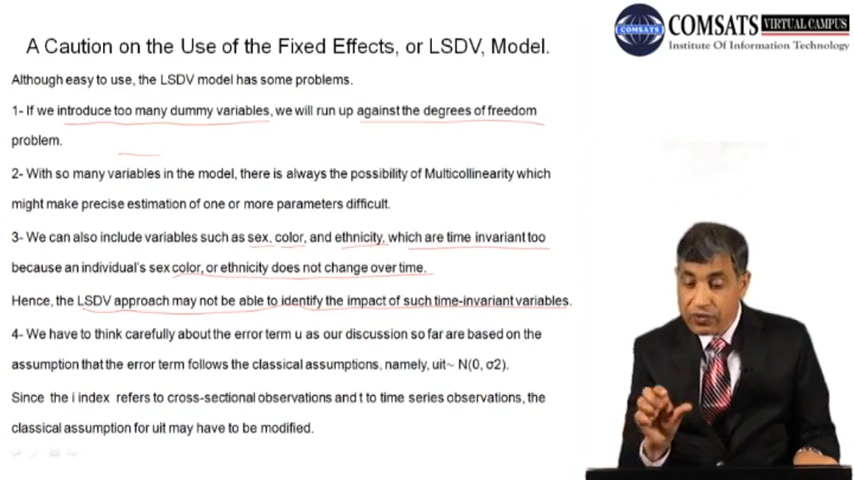 COMSATS VIRTUAL CAMPUS
Institute Of Information Technology
COMSATS
A Caution on the Use of the Fixed Effects, or LSDV, Model.
Although easy to use, the LSDV model has some problems.
1- If we introduce too many dummy variables, we will run up against the degrees of freedom
problem.
2- With so many variables in the model, there is always the possibility of Multicollinearity which
might make precise estimation of one or more parameters difficult.
3- We can also include variables such as sex, color, and ethnicity, which are time invariant too
because an individual's sex color, or ethnicity does not change over time.
Hence, the LSDV approach may not be able to identify the impact of such time-invariant variables.
4- We have to think carefully about the error term u as our discussion so far are based on the
assumption that the error term follows the classical assumptions, namely, uit~ N(0, σ2).
Since the i index refers to cross-sectional observations and t to time series observations, the
classical assumption for uit may have to be modified.